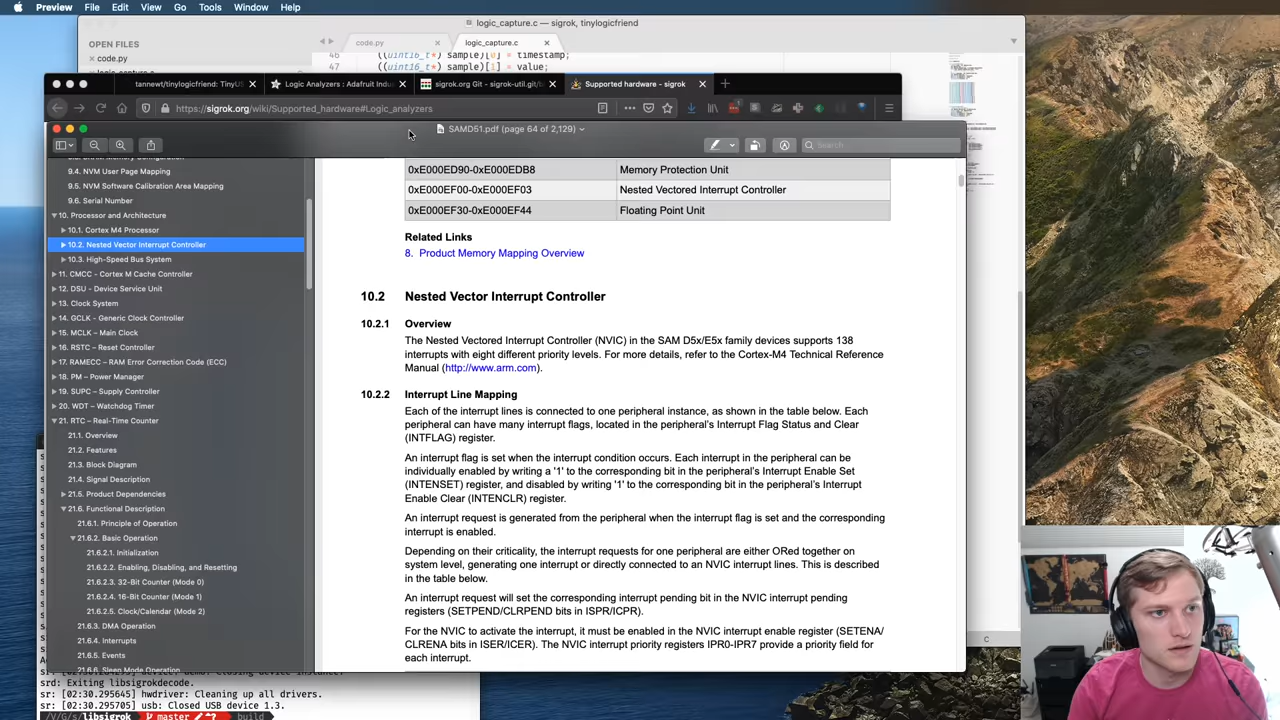 Preview File Edit View Go Tools Window Help
logic_capture.c — sigrok, tinylogicfriend
OPEN FILES
code.py
code.py
logic_capture.c
46 ((uint16_t*) sample)[0] = timestamp;
47 ((uint16_t*) sample)[1] = value;
tannewt/tinylogicfriend: TinyU
Logic Analyzers : Adafruit Indus
sigrok.org Git - sigrok-util.git/b
Supported hardware - sigrok
https://sigrok.org/wiki/Supported_hardware#Logic_analyzers
SAMD51.pdf (page 64 of 2,129)
Search
9.4. NVM User Page Mapping
9.5. NVM Software Calibration Area Mapping
9.6. Serial Number
10. Processor and Architecture
10.1. Cortex M4 Processor
10.2. Nested Vector Interrupt Controller
10.3. High-Speed Bus System
11. CMCC - Cortex M Cache Controller
12. DSU - Device Service Unit
13. Clock System
14. GCLK - Generic Clock Controller
15. MCLK – Main Clock
16. RSTC – Reset Controller
17. RAMECC – RAM Error Correction Code (ECC)
18. PM – Power Manager
19. SUPC – Supply Controller
20. WDT – Watchdog Timer
21. RTC – Real-Time Counter
21.1. Overview
21.2. Features
21.3. Block Diagram
21.4. Signal Description
21.5. Product Dependencies
21.6. Functional Description
21.6.1. Principle of Operation
21.6.2. Basic Operation
21.6.2.1. Initialization
21.6.2.2. Enabling, Disabling, and Resetting
21.6.2.3. 32-Bit Counter (Mode 0)
21.6.2.4. 16-Bit Counter (Mode 1)
21.6.2.5. Clock/Calendar (Mode 2)
21.6.3. DMA Operation
21.6.4. Interrupts
21.6.5. Events
21.6.6. Sleep Mode Operation
0xE000ED90-0xE000EDB8 Memory Protection Unit
0xE000EF00-0xE000EF03 Nested Vectored Interrupt Controller
0xE000EF30-0xE000EF44 Floating Point Unit
Related Links
8. Product Memory Mapping Overview
10.2 Nested Vector Interrupt Controller
10.2.1 Overview
The Nested Vectored Interrupt Controller (NVIC) in the SAM D5x/E5x family devices supports 138
interrupts with eight different priority levels. For more details, refer to the Cortex-M4 Technical Reference
Manual (http://www.arm.com).
10.2.2 Interrupt Line Mapping
Each of the interrupt lines is connected to one peripheral instance, as shown in the table below. Each
peripheral can have many interrupt flags, located in the peripheral's Interrupt Flag Status and Clear
(INTFLAG) register.
An interrupt flag is set when the interrupt condition occurs. Each interrupt in the peripheral can be
individually enabled by writing a '1' to the corresponding bit in the peripheral's Interrupt Enable Set
(INTENSET) register, and disabled by writing '1' to the corresponding bit in the peripheral's Interrupt
Enable Clear (INTENCLR) register.
An interrupt request is generated from the peripheral when the interrupt flag is set and the corresponding
interrupt is enabled.
Depending on their criticality, the interrupt requests for one peripheral are either ORed together on
system level, generating one interrupt or directly connected to an NVIC interrupt lines. This is described
in the table below.
An interrupt request will set the corresponding interrupt pending bit in the NVIC interrupt pending
registers (SETPEND/CLRPEND bits in ISPR/ICPR).
For the NVIC to activate the interrupt, it must be enabled in the NVIC interrupt enable register (SETENA/
CLRENA bits in ISER/ICER). The NVIC interrupt priority registers IPR0-IPR7 provide a priority field for
each interrupt.
C
srd: Exiting libsigrokdecode.
sr: [02:30.295645] hwdriver: Cleaning up all drivers.
sr: [02:30.295705] usb: Closed USB device 1.3.
/V/G/s/libsigrok master build